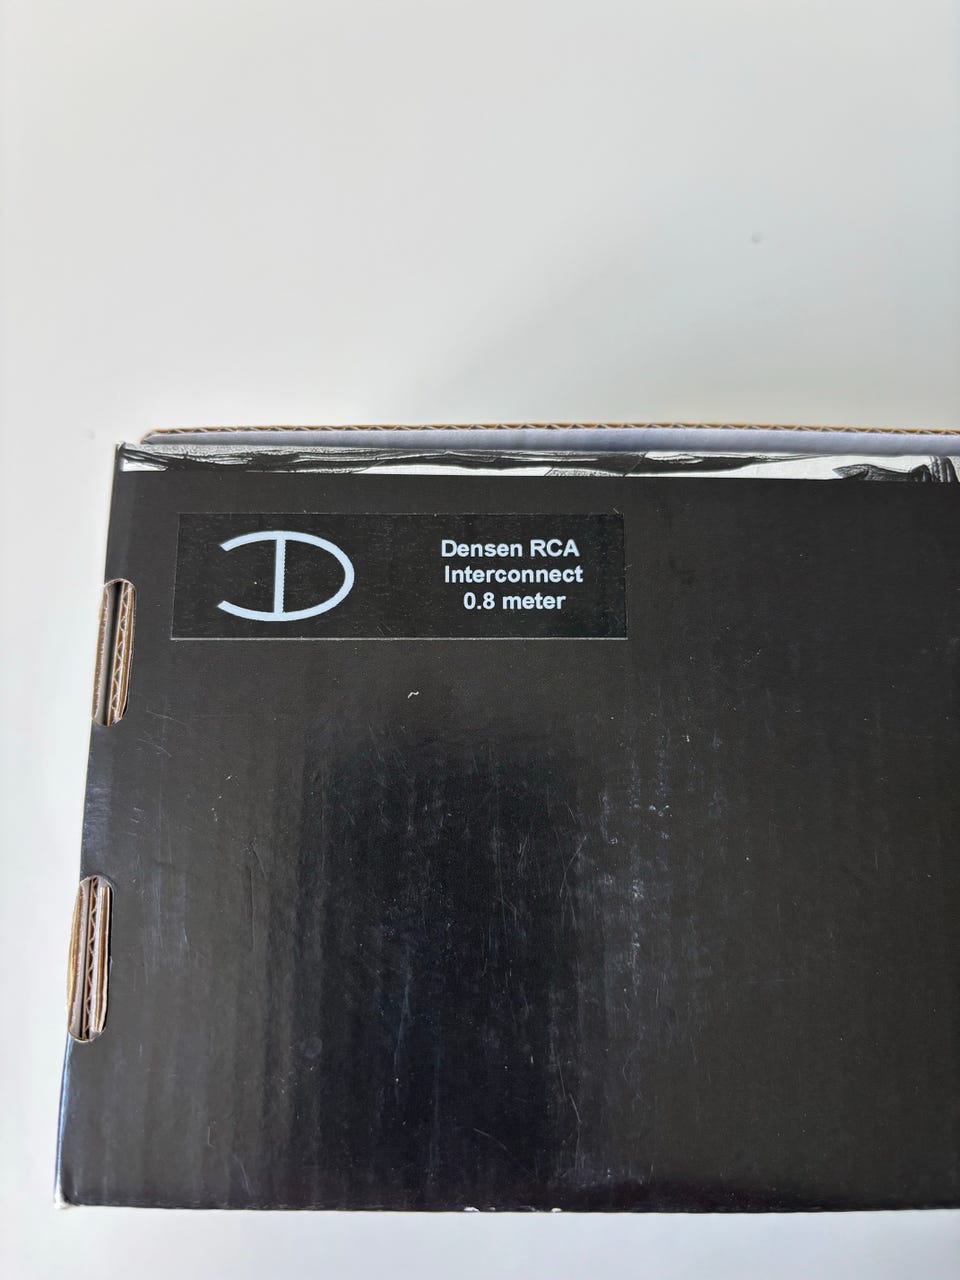 Densen RCA
Interconnect
0.8 meter